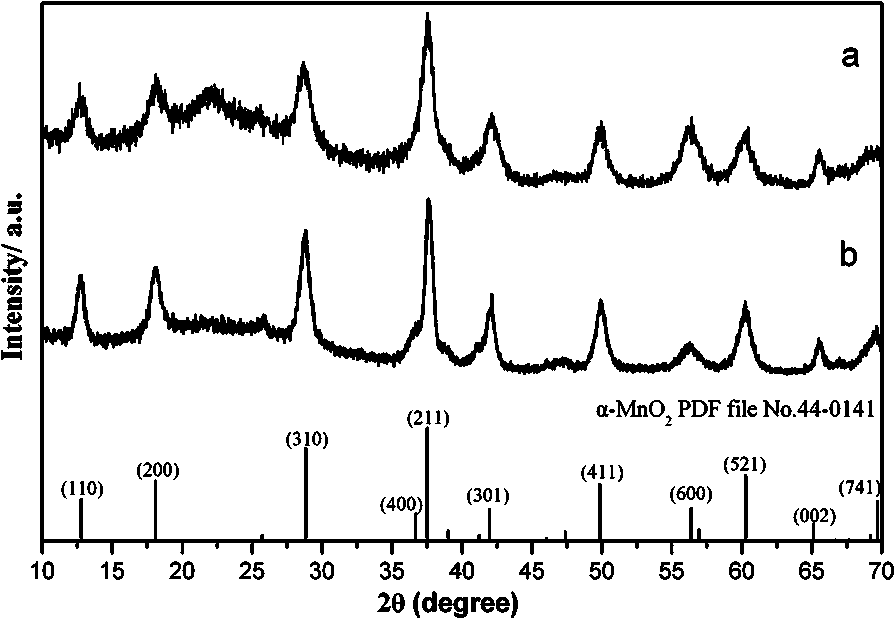 a
b
Intensity/ a.u.
α-MnO₂ PDF file No.44-0141
(110)
(200)
(310)
(400)
(211)
(301)
(411)
(600)
(521)
(002)
(741)
10 15 20 25 30 35 40 45 50 55 60 65 70
2θ (degree)